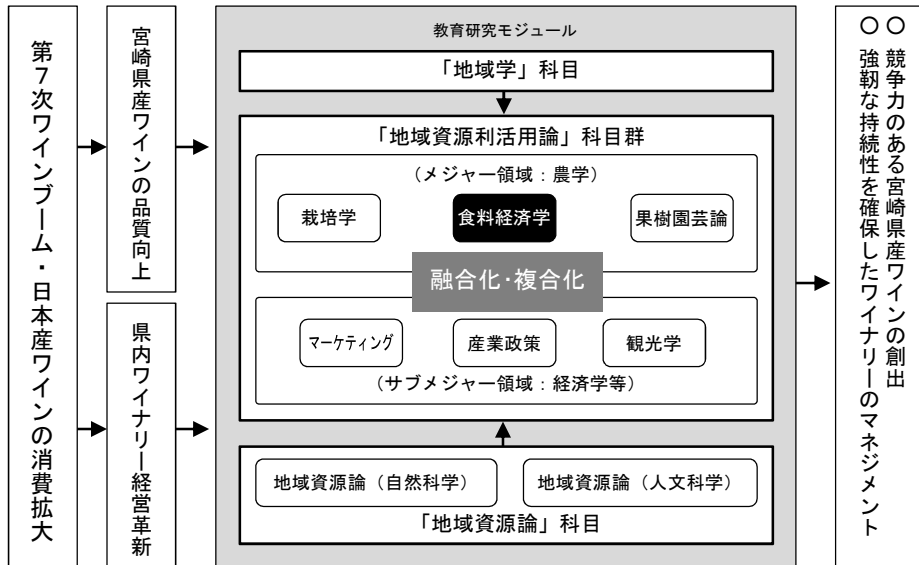 第7次ワインブーム・日本産ワインの消費拡大
宮崎県産ワインの品質向上
県内ワイナリー経営革新
教育研究モジュール
「地域学」科目
「地域資源利活用論」科目群
（メジャー領域：農学）
栽培学
食料経済学
果樹園芸論
融合化・複合化
マーケティング
産業政策
観光学
（サブメジャー領域：経済学等）
地域資源論（自然科学）
地域資源論（人文科学）
「地域資源論」科目
○ 競争力のある宮崎県産ワインの創出
○ 強靭な持続性を確保したワイナリーのマネジメント